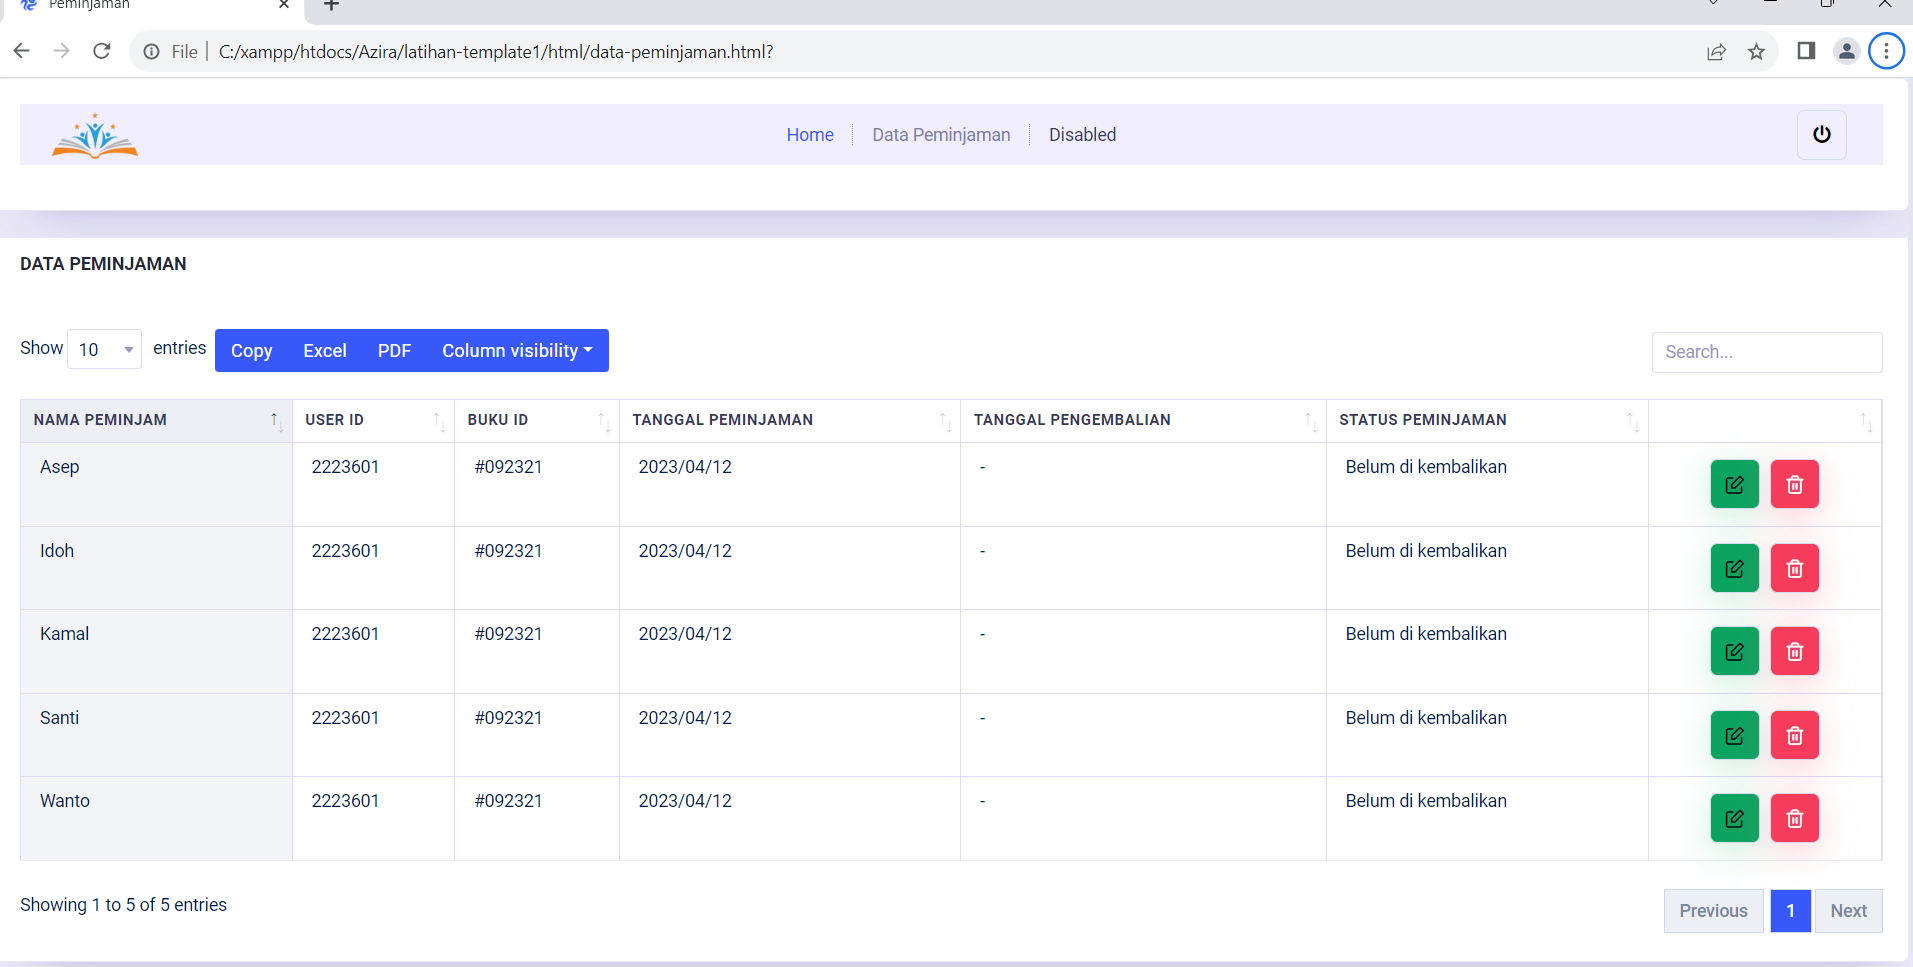 Peminjaman
File C:/xampp/htdocs/Azira/latihan-template1/html/data-peminjaman.html?
Home Data Peminjaman Disabled
DATA PEMINJAMAN
Show 10 entries Copy Excel PDF Column visibility Search...
NAMA PEMINJAM USER ID BUKU ID TANGGAL PEMINJAMAN TANGGAL PENGEMBALIAN STATUS PEMINJAMAN
Asep 2223601 #092321 2023/04/12 - Belum di kembalikan
Idoh 2223601 #092321 2023/04/12 - Belum di kembalikan
Kamal 2223601 #092321 2023/04/12 - Belum di kembalikan
Santi 2223601 #092321 2023/04/12 - Belum di kembalikan
Wanto 2223601 #092321 2023/04/12 - Belum di kembalikan
Showing 1 to 5 of 5 entries Previous 1 Next